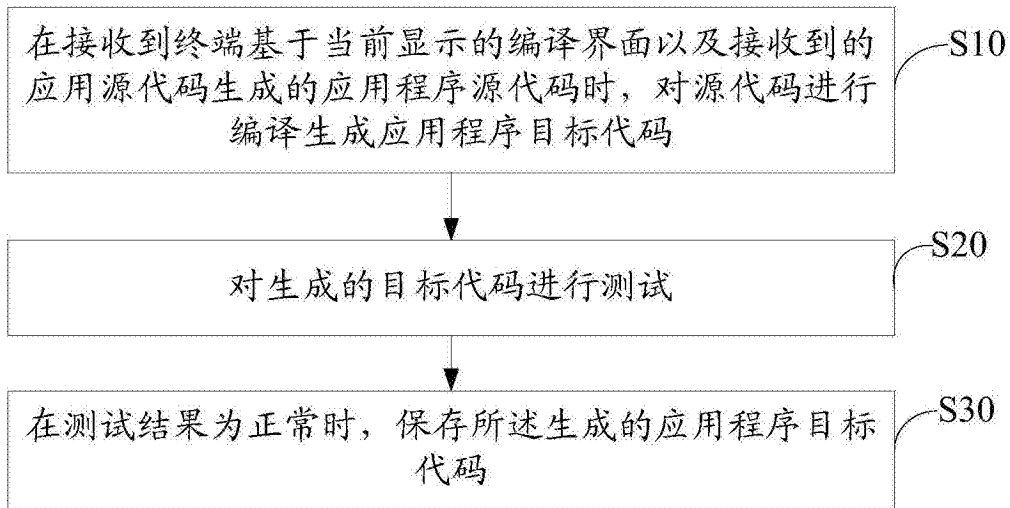 在接收到终端基于当前显示的编译界面以及接收到的
应用源代码生成的应用程序源代码时，对源代码进行
编译生成应用程序目标代码
S10
对生成的目标代码进行测试
S20
在测试结果为正常时，保存所述生成的应用程序目标
代码
S30